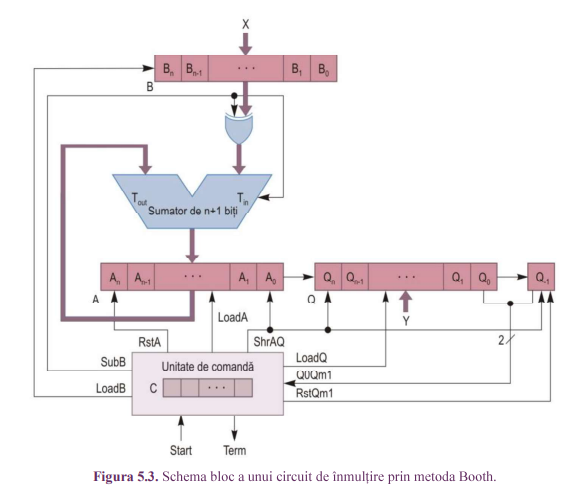 X
Bn Bn-1 · · · B1 B0
B
Tout Tin
Sumator de n+1 biți
An An-1 · · · A1 A0 Qn Qn-1 · · · Q1 Q0 Q-1
A Q
LoadA Y
RstA ShrAQ 2
SubB Unitate de comandă LoadQ
Q0Qm1
LoadB C · · · RstQm1
Start Term
Figura 5.3. Schema bloc a unui circuit de înmulțire prin metoda Booth.